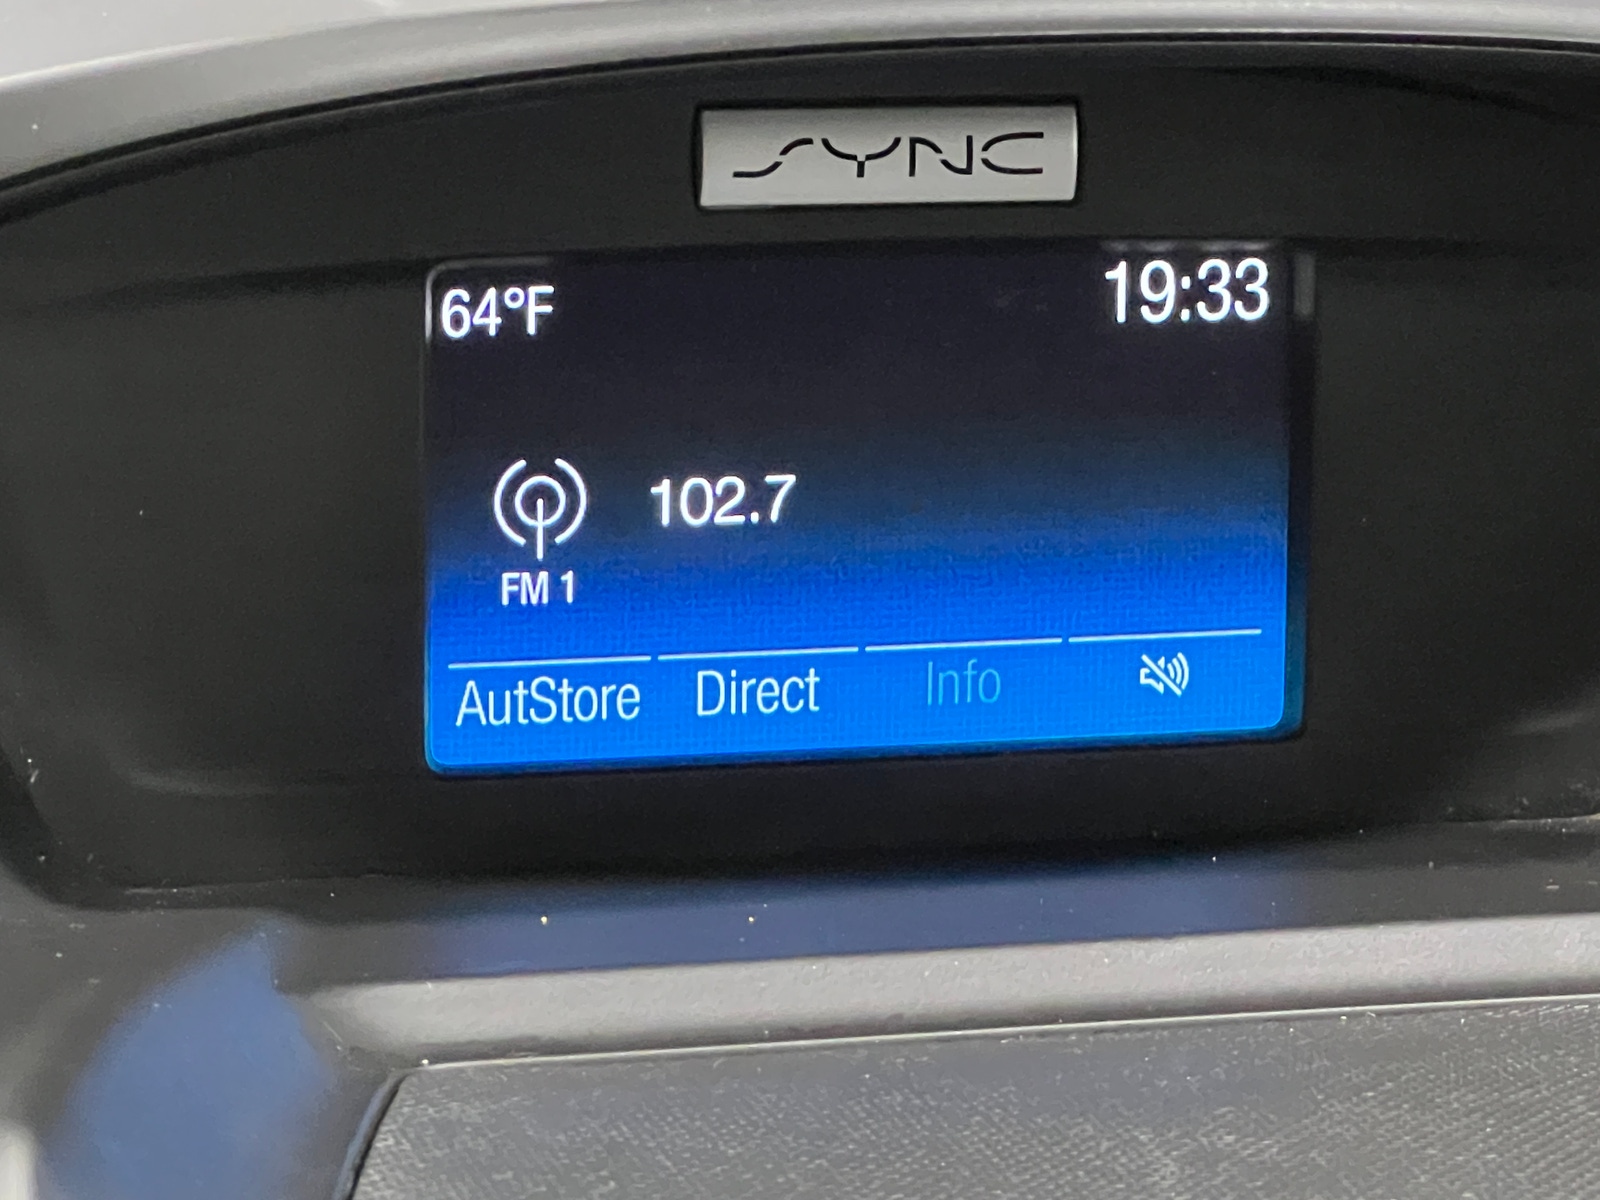 SYNC
64°F 19:33
102.7
FM 1
AutStore Direct Info